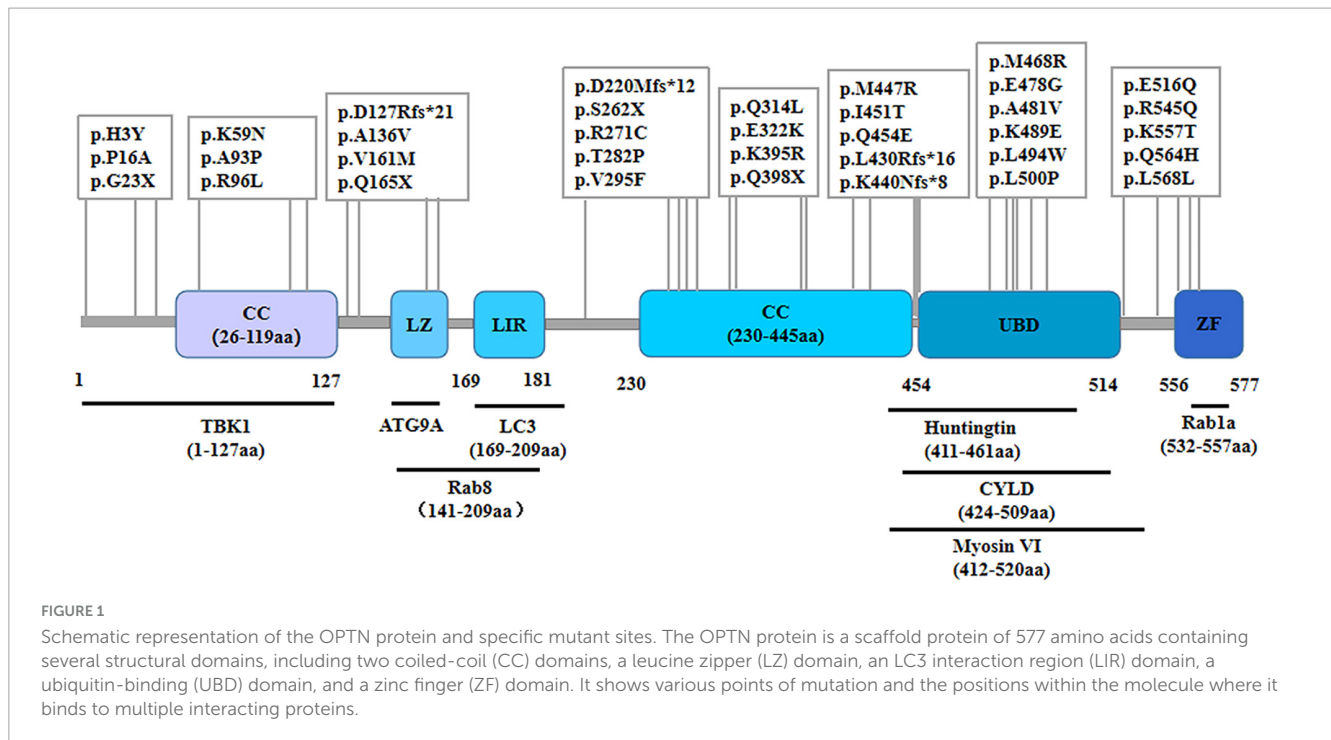 p.H3Y
p.P16A
p.G23X
p.K59N
p.A93P
p.R96L
p.D127Rfs*21
p.A136V
p.V161M
p.Q165X
p.D220Mfs*12
p.S262X
p.R271C
p.T282P
p.V295F
p.Q314L
p.E322K
p.K395R
p.Q398X
p.M447R
p.I451T
p.Q454E
p.L430Rfs*16
p.K440Nfs*8
p.M468R
p.E478G
p.A481V
p.K489E
p.L494W
p.L500P
p.E516Q
p.R545Q
p.K557T
p.Q564H
p.L568L
CC
(26-119aa)
LZ
LIR
CC
(230-445aa)
UBD
ZF
1 127 169 181 230 454 514 556 577
TBK1
(1-127aa)
ATG9A
LC3
(169-209aa)
Rab8
(141-209aa)
Huntingtin
(411-461aa)
CYLD
(424-509aa)
Myosin VI
(412-520aa)
Rab1a
(532-557aa)
FIGURE 1
Schematic representation of the OPTN protein and specific mutant sites. The OPTN protein is a scaffold protein of 577 amino acids containing
several structural domains, including two coiled-coil (CC) domains, a leucine zipper (LZ) domain, an LC3 interaction region (LIR) domain, a
ubiquitin-binding (UBD) domain, and a zinc finger (ZF) domain. It shows various points of mutation and the positions within the molecule where it
binds to multiple interacting proteins.